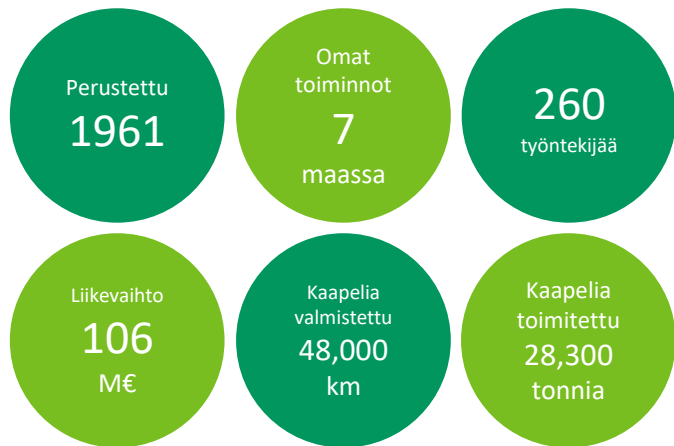 Perustettu
1961
Omat
toiminnot
7
maassa
260
työntekijää
Liikevaihto
106
M€
Kaapelia
valmistettu
48,000
km
Kaapelia
toimitettu
28,300
tonnia